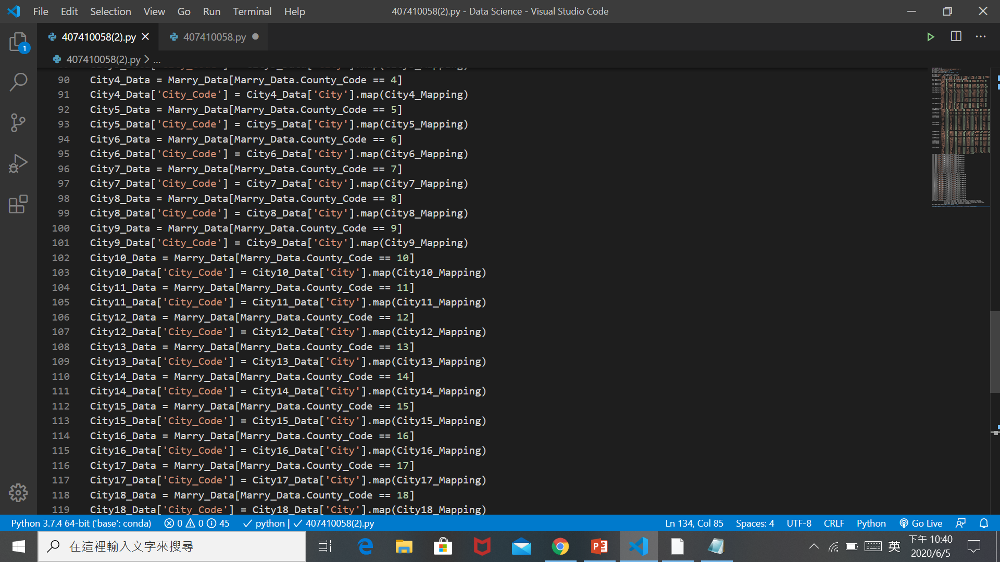 File Edit Selection View Go Run Terminal Help 407410058(2).py - Data Science - Visual Studio Code
407410058(2).py 407410058.py
1
407410058(2).py > ...
90 City4_Data = Marry_Data[Marry_Data.County_Code == 4]
91 City4_Data['City_Code'] = City4_Data['City'].map(City4_Mapping)
92 City5_Data = Marry_Data[Marry_Data.County_Code == 5]
93 City5_Data['City_Code'] = City5_Data['City'].map(City5_Mapping)
94 City6_Data = Marry_Data[Marry_Data.County_Code == 6]
95 City6_Data['City_Code'] = City6_Data['City'].map(City6_Mapping)
96 City7_Data = Marry_Data[Marry_Data.County_Code == 7]
97 City7_Data['City_Code'] = City7_Data['City'].map(City7_Mapping)
98 City8_Data = Marry_Data[Marry_Data.County_Code == 8]
99 City8_Data['City_Code'] = City8_Data['City'].map(City8_Mapping)
100 City9_Data = Marry_Data[Marry_Data.County_Code == 9]
101 City9_Data['City_Code'] = City9_Data['City'].map(City9_Mapping)
102 City10_Data = Marry_Data[Marry_Data.County_Code == 10]
103 City10_Data['City_Code'] = City10_Data['City'].map(City10_Mapping)
104 City11_Data = Marry_Data[Marry_Data.County_Code == 11]
105 City11_Data['City_Code'] = City11_Data['City'].map(City11_Mapping)
106 City12_Data = Marry_Data[Marry_Data.County_Code == 12]
107 City12_Data['City_Code'] = City12_Data['City'].map(City12_Mapping)
108 City13_Data = Marry_Data[Marry_Data.County_Code == 13]
109 City13_Data['City_Code'] = City13_Data['City'].map(City13_Mapping)
110 City14_Data = Marry_Data[Marry_Data.County_Code == 14]
111 City14_Data['City_Code'] = City14_Data['City'].map(City14_Mapping)
112 City15_Data = Marry_Data[Marry_Data.County_Code == 15]
113 City15_Data['City_Code'] = City15_Data['City'].map(City15_Mapping)
114 City16_Data = Marry_Data[Marry_Data.County_Code == 16]
115 City16_Data['City_Code'] = City16_Data['City'].map(City16_Mapping)
116 City17_Data = Marry_Data[Marry_Data.County_Code == 17]
117 City17_Data['City_Code'] = City17_Data['City'].map(City17_Mapping)
118 City18_Data = Marry_Data[Marry_Data.County_Code == 18]
119 City18_Data['City_Code'] = City18_Data['City'].map(City18_Mapping)
Python 3.7.4 64-bit ('base': conda) 0 0 45 python | 407410058(2).py Ln 134, Col 85 Spaces: 4 UTF-8 CRLF Python Go Live
在這裡輸入文字來搜尋 英 下午 10:40
2020/6/5